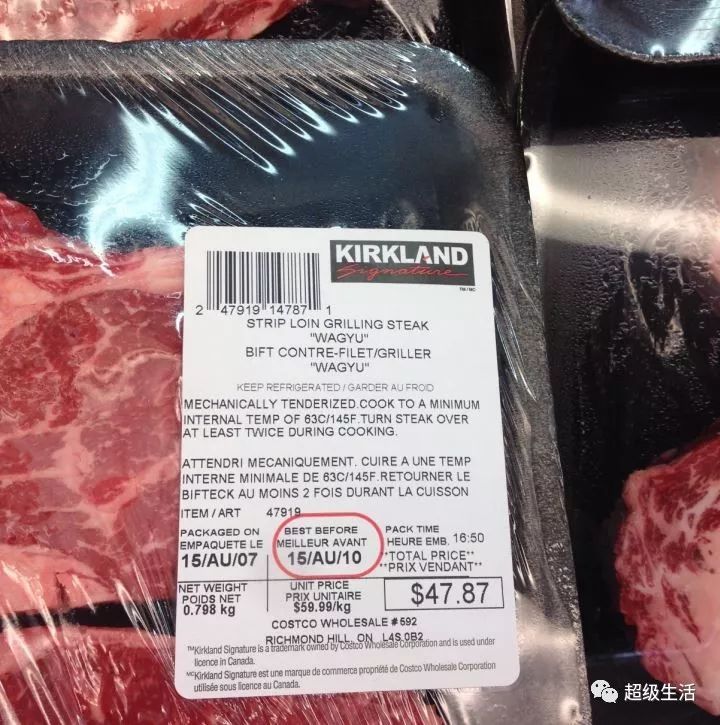 KIRKLAND
Signature
TM/MC
2 47919 14787 1
STRIP LOIN GRILLING STEAK
"WAGYU"
BIFT CONTRE-FILET/GRILLER
"WAGYU"
KEEP REFRIGERATED / GARDER AU FROID
MECHANICALLY TENDERIZED.COOK TO A MINIMUM
INTERNAL TEMP OF 63C/145F.TURN STEAK OVER
AT LEAST TWICE DURING COOKING.
ATTENDRI MECANIQUEMENT. CUIRE A UNE TEMP
INTERNE MINIMALE DE 63C/145F.RETOURNER LE
BIFTECK AU MOINS 2 FOIS DURANT LA CUISSON
ITEM / ART 47919
PACKAGED ON BEST BEFORE PACK TIME
EMPAQUETE LE MEILLEUR AVANT HEURE EMB. 16:50
15/AU/07 15/AU/10 **TOTAL PRICE**
**PRIX VENDANT**
NET WEIGHT UNIT PRICE
POIDS NET PRIX UNITAIRE $47.87
0.798 kg $59.99/kg
COSTCO WHOLESALE #592
RICHMOND HILL, ON L4S 0B2
TMKirkland Signature is a trademark owned by Costco Wholesale Corporation and is used under
licence in Canada.
MCKirkland Signature est une marque de commerce propriété de Costco Wholesale Corporation
utilisée sous licence au Canada.
超级生活